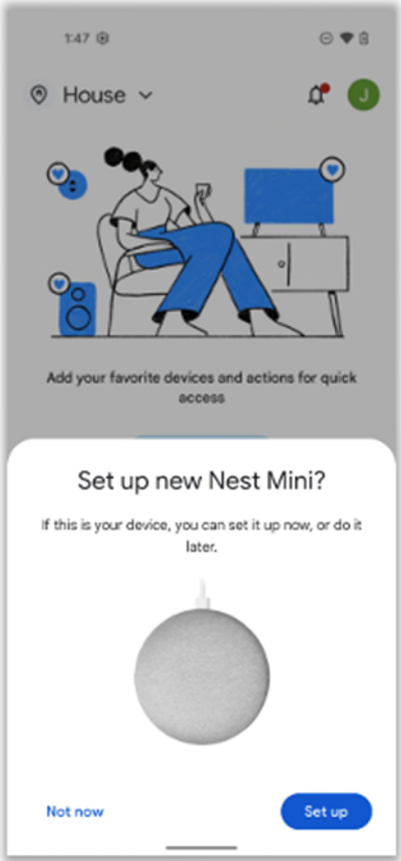 1:47
House
J
Add your favorite devices and actions for quick
access
Set up new Nest Mini?
If this is your device, you can set it up now, or do it
later.
Not now
Set up